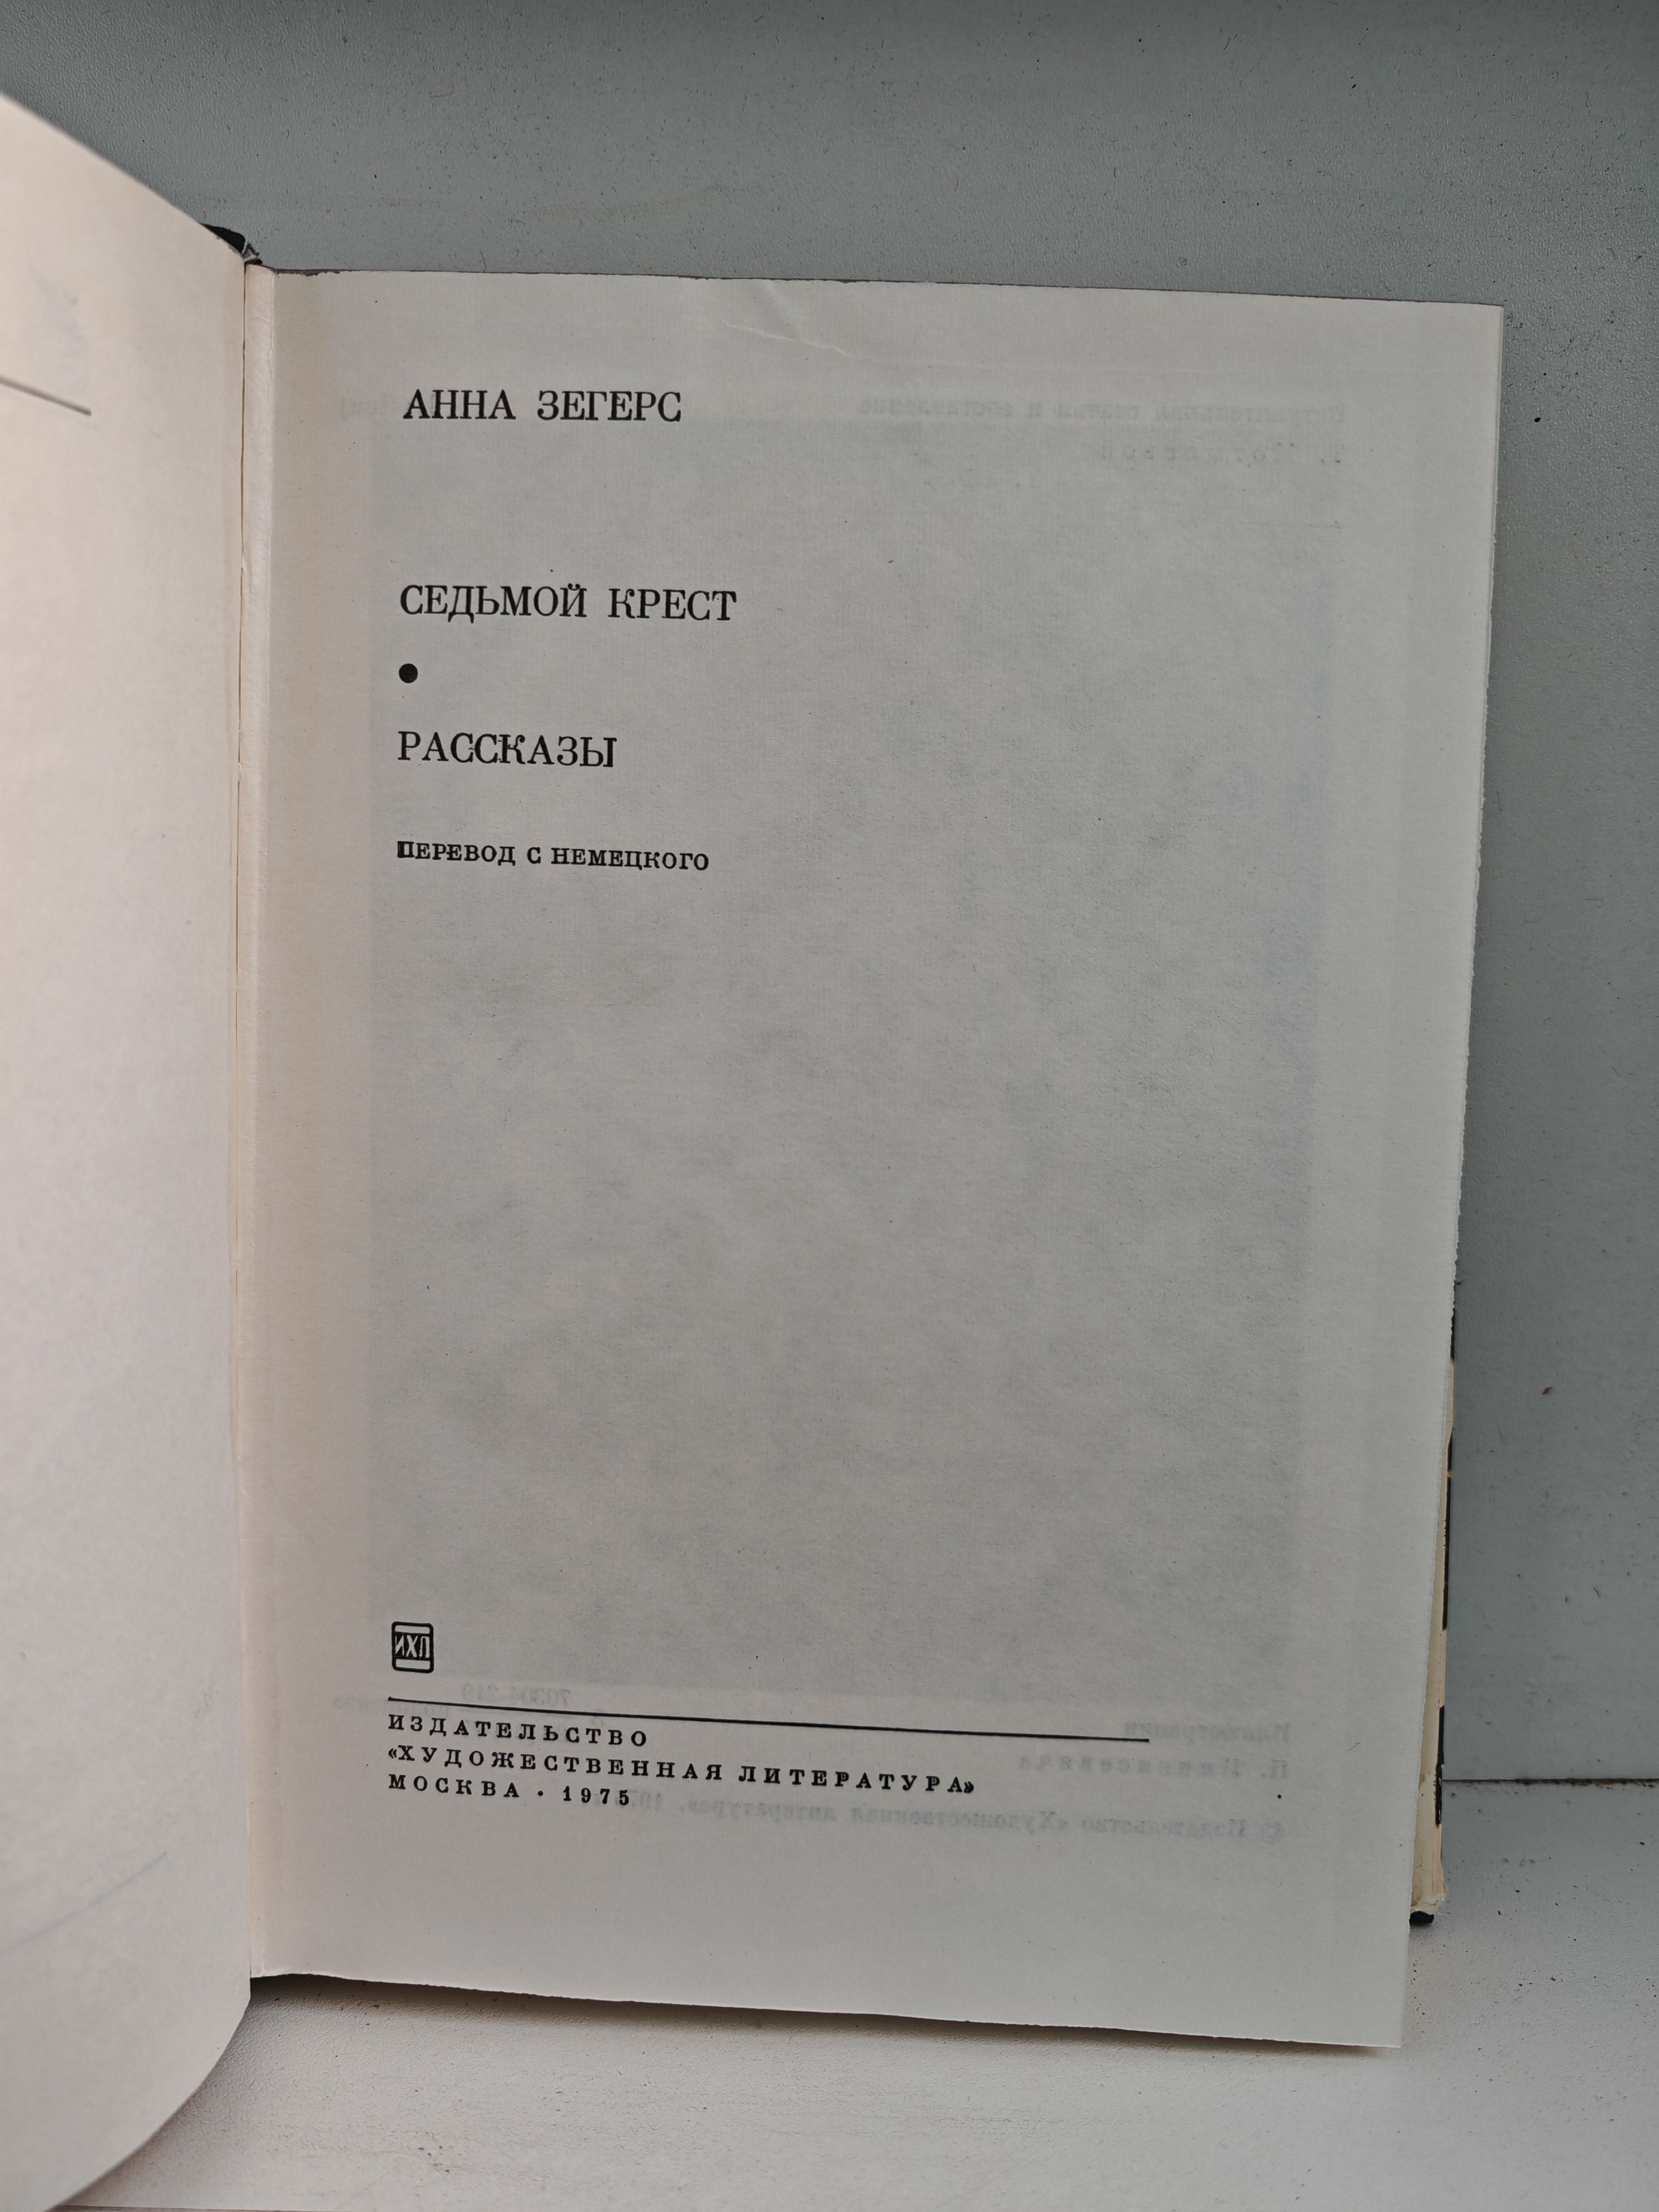 АННА ЗЕГЕРС
СЕДЬМОЙ КРЕСТ
●
РАССКАЗЫ
ПЕРЕВОД С НЕМЕЦКОГО
ИХЛ
ИЗДАТЕЛЬСТВО
«ХУДОЖЕСТВЕННАЯ ЛИТЕРАТУРА»
МОСКВА · 1975